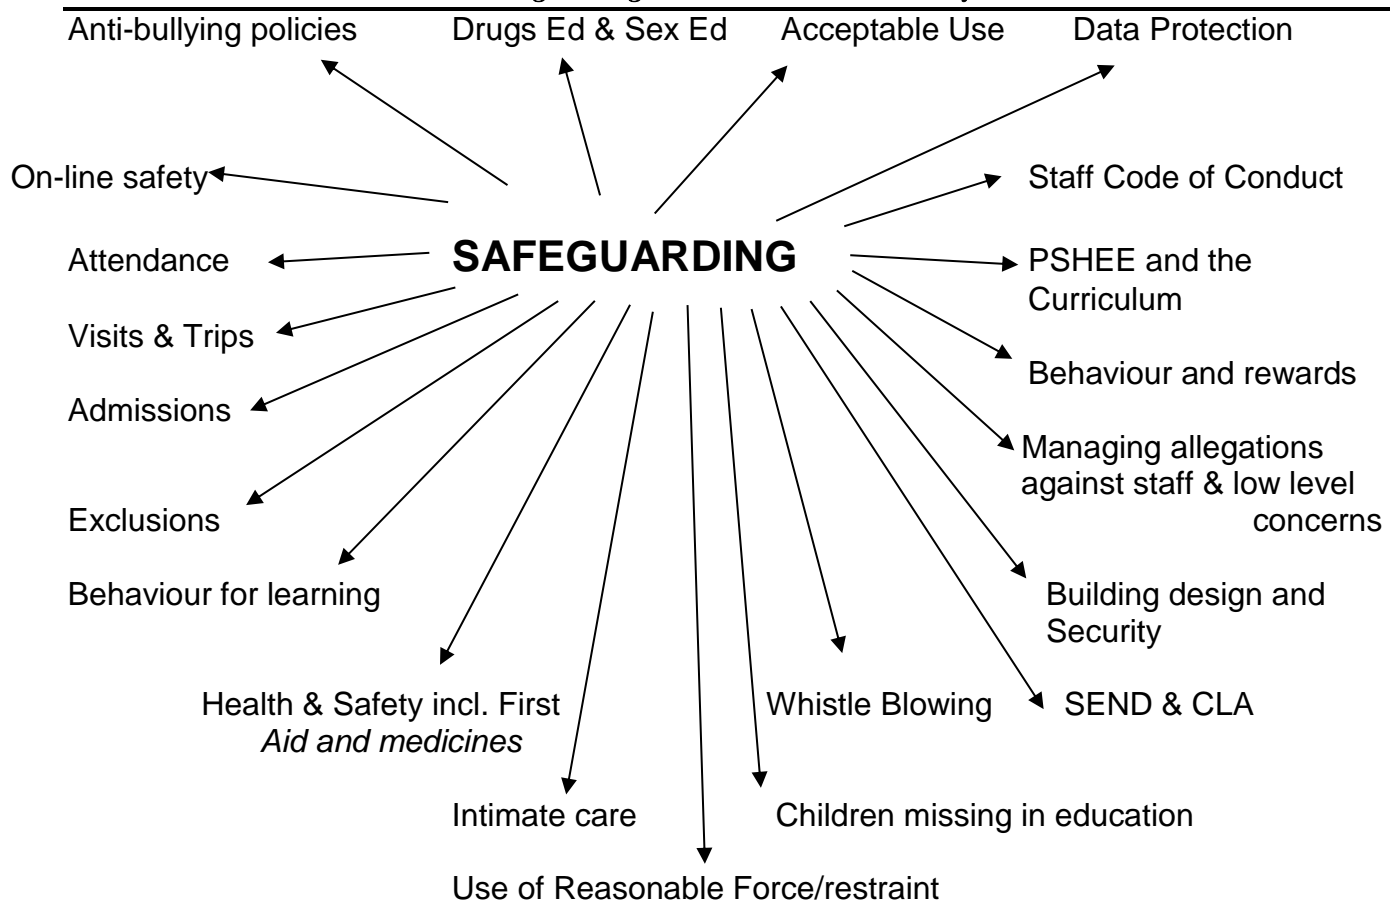 Anti-bullying policies Drugs Ed & Sex Ed Acceptable Use Data Protection
On-line safety Staff Code of Conduct
SAFEGUARDING
Attendance PSHEE and the
Curriculum
Visits & Trips
Behaviour and rewards
Admissions
Managing allegations
against staff & low level
concerns
Exclusions
Behaviour for learning Building design and
Security
Health & Safety incl. First Whistle Blowing SEND & CLA
Aid and medicines
Intimate care Children missing in education
Use of Reasonable Force/restraint